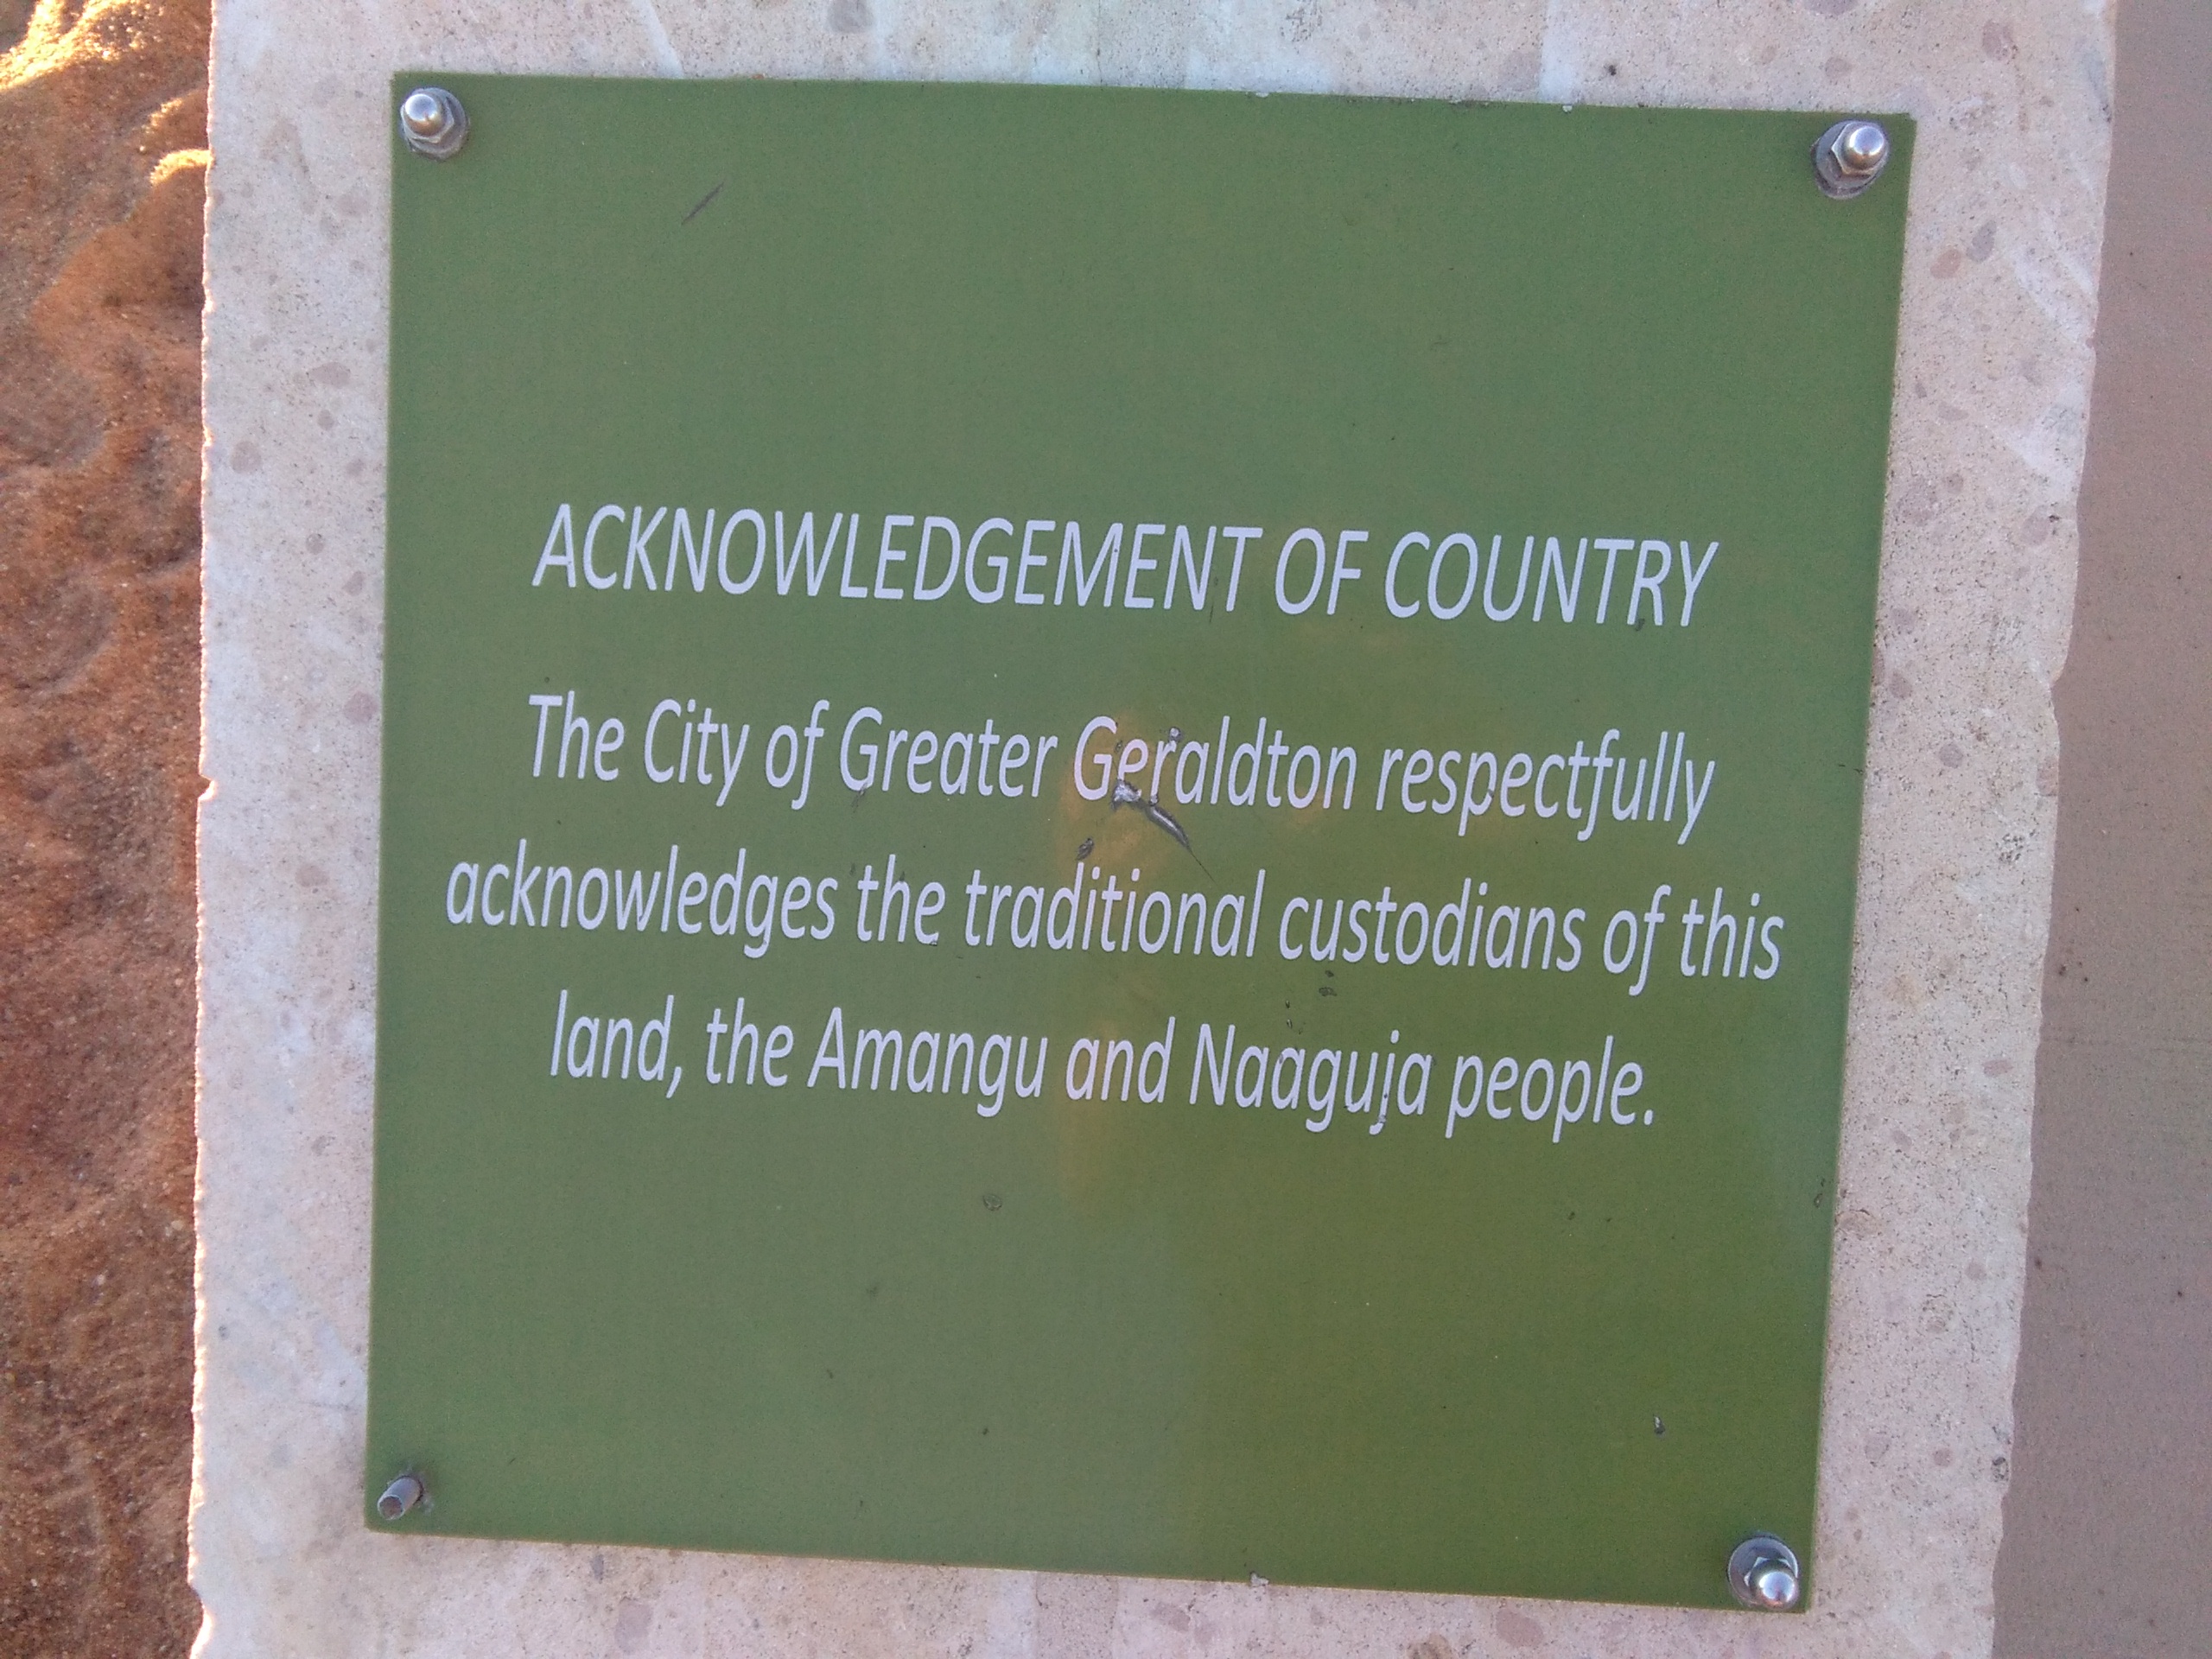 ACKNOWLEDGEMENT OF COUNTRY
The City of Greater Geraldton respectfully
acknowledges the traditional custodians of this
land, the Amangu and Naaguja people.